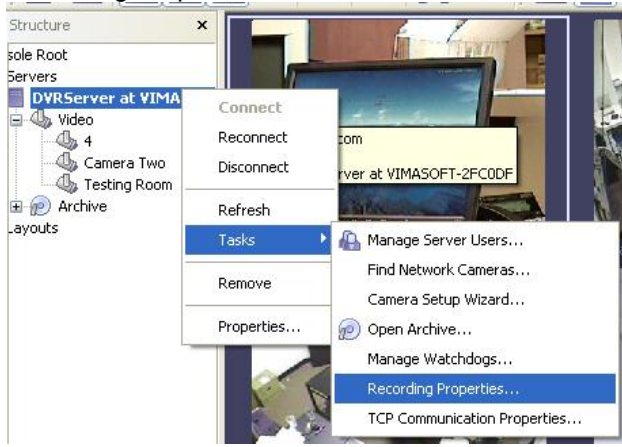 Structure x
sole Root
Servers
DVRServer at VIMA
Video
4
Camera Two
Testing Room
Archive
Layouts
Connect
Reconnect
Disconnect
Refresh
Tasks
Remove
Properties...
com
rver at VIMASOFT-2FC0DF
Manage Server Users...
Find Network Cameras...
Camera Setup Wizard...
Open Archive...
Manage Watchdogs...
Recording Properties...
TCP Communication Properties...